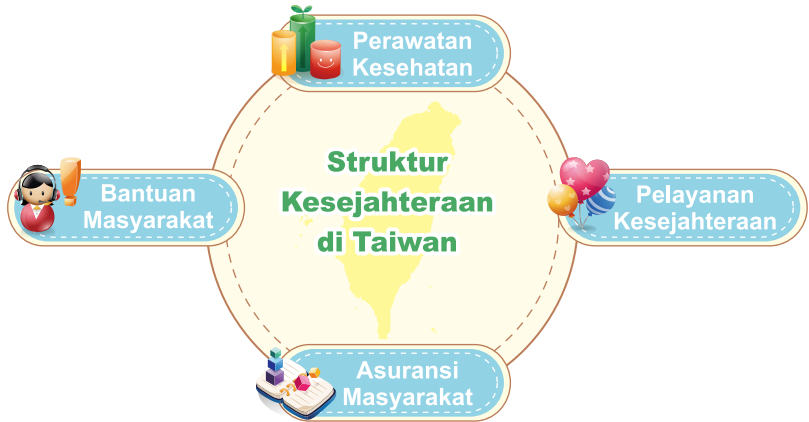 Perawatan
Kesehatan
Struktur
Kesejahteraan
di Taiwan
Bantuan
Masyarakat
Pelayanan
Kesejahteraan
Asuransi
Masyarakat